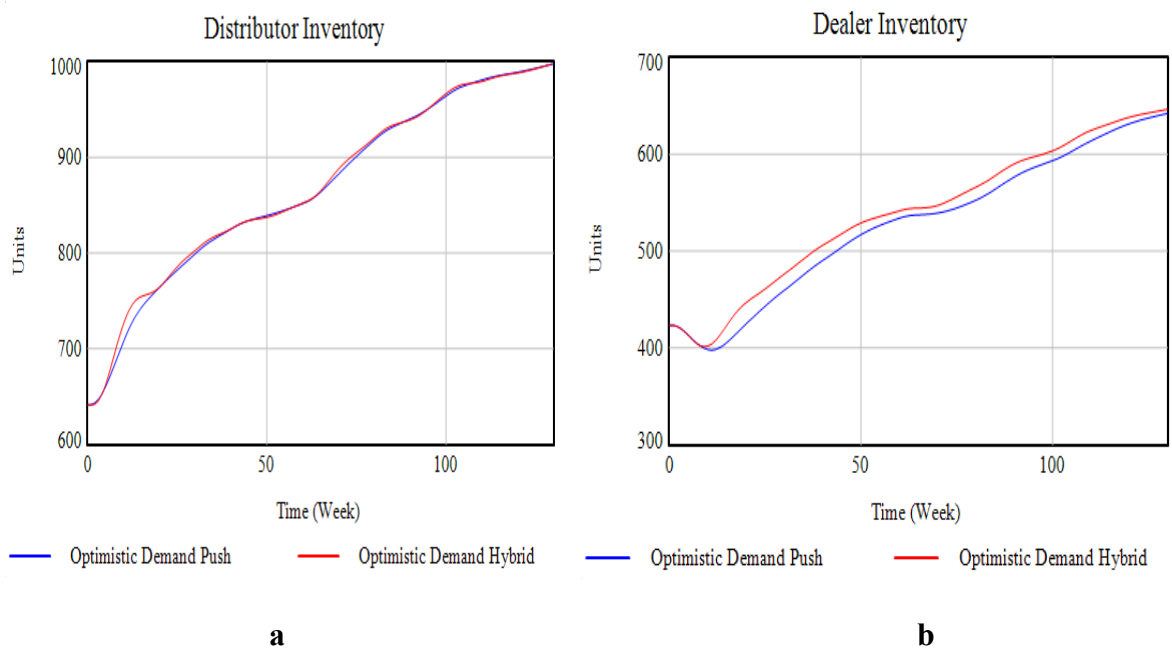 Distributor Inventory
1000
900
800
700
600
Units
0 50 100
Time (Week)
Optimistic Demand Push Optimistic Demand Hybrid
a
Dealer Inventory
700
600
500
400
300
Units
0 50 100
Time (Week)
Optimistic Demand Push Optimistic Demand Hybrid
b